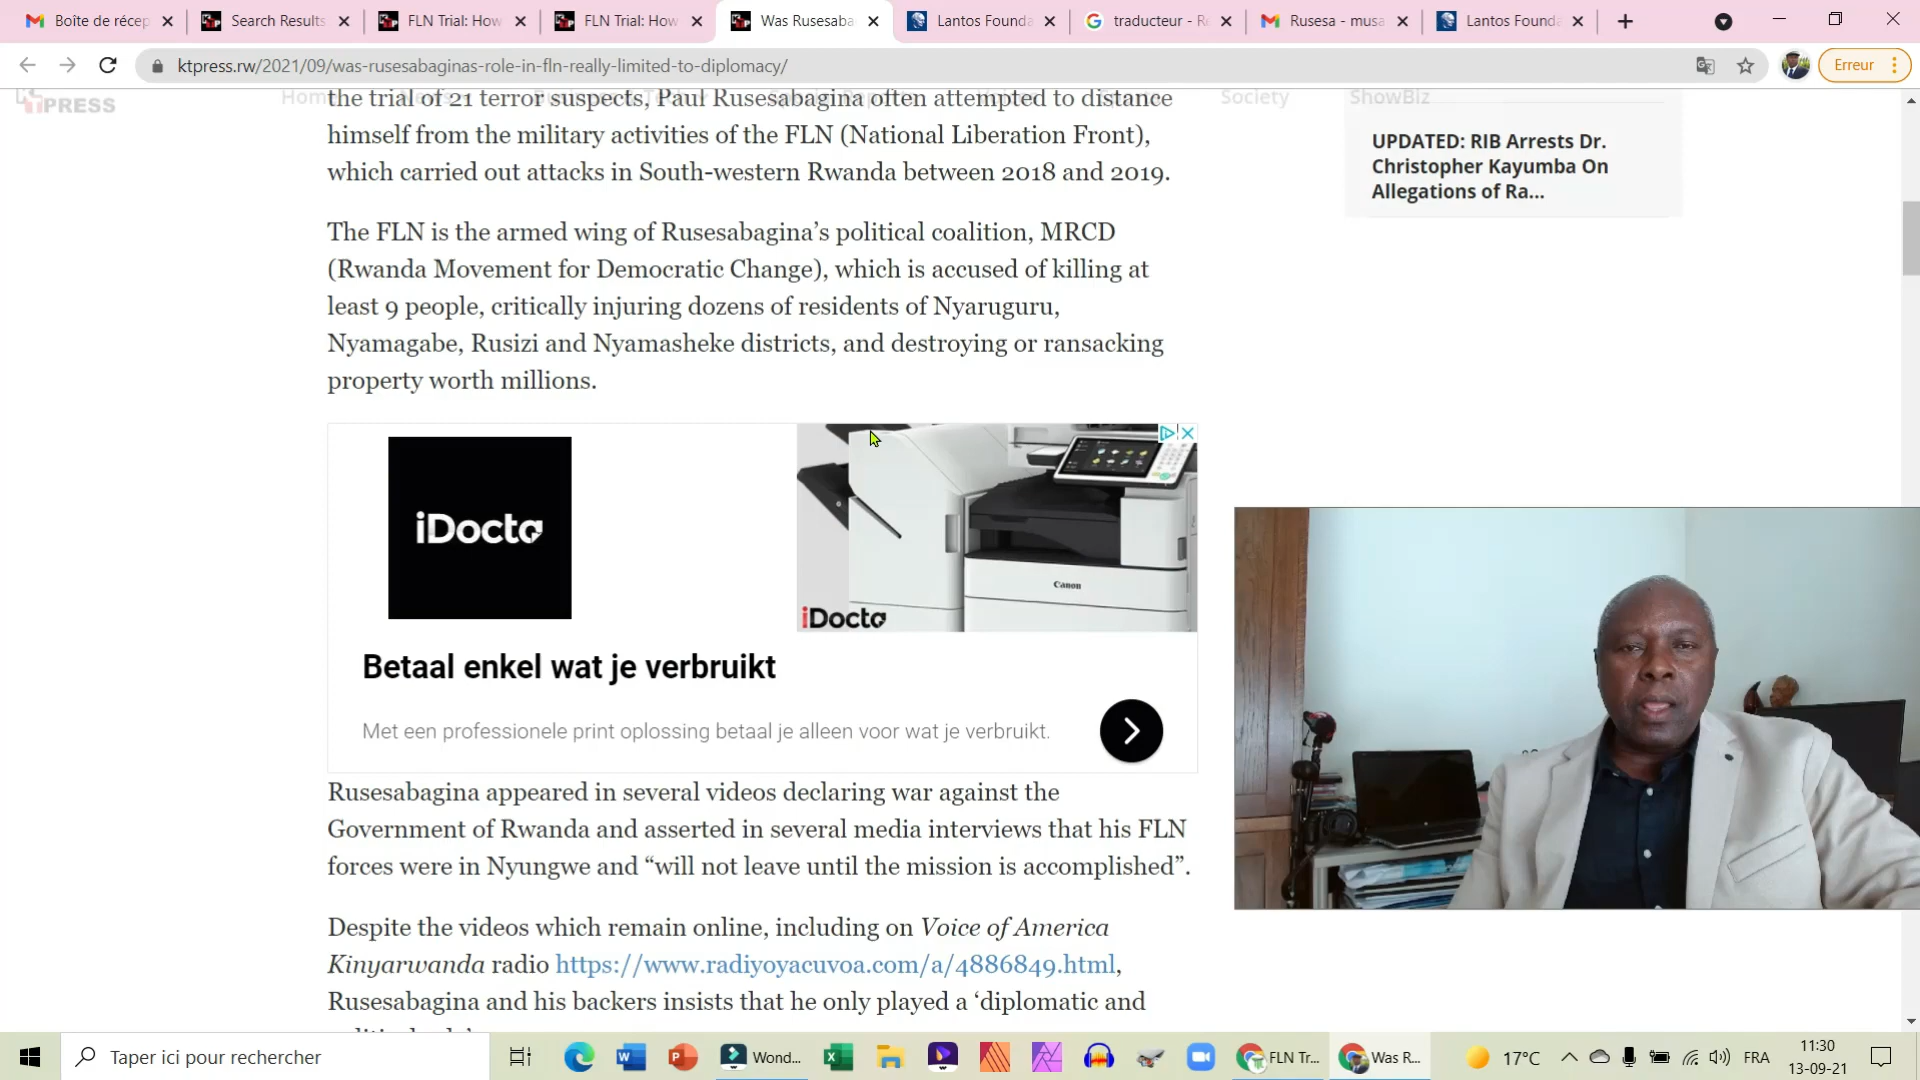 Boîte de récep
Search Results
FLN Trial: How
FLN Trial: How
Was Rusesaba
Lantos Founda
traducteur - R
Rusesa - musa
Lantos Founda
ktpress.rw/2021/09/was-rusesabaginas-role-in-fln-really-limited-to-diplomacy/
Erreur
PRESS
Home
Society
ShowBiz
the trial of 21 terror suspects, Paul Rusesabagina often attempted to distance
himself from the military activities of the FLN (National Liberation Front),
which carried out attacks in South-western Rwanda between 2018 and 2019.
UPDATED: RIB Arrests Dr.
Christopher Kayumba On
Allegations of Ra...
The FLN is the armed wing of Rusesabagina’s political coalition, MRCD
(Rwanda Movement for Democratic Change), which is accused of killing at
least 9 people, critically injuring dozens of residents of Nyaruguru,
Nyamagabe, Rusizi and Nyamasheke districts, and destroying or ransacking
property worth millions.
iDocta
Canon
iDocta
Betaal enkel wat je verbruikt
Met een professionele print oplossing betaal je alleen voor wat je verbruikt.
Rusesabagina appeared in several videos declaring war against the
Government of Rwanda and asserted in several media interviews that his FLN
forces were in Nyungwe and “will not leave until the mission is accomplished”.
Despite the videos which remain online, including on Voice of America
Kinyarwanda radio https://www.radiyoyacuvoa.com/a/4886849.html,
Rusesabagina and his backers insists that he only played a ‘diplomatic and
Taper ici pour rechercher
Wond...
FLN Tr...
Was R...
17°C
FRA
11:30
13-09-21